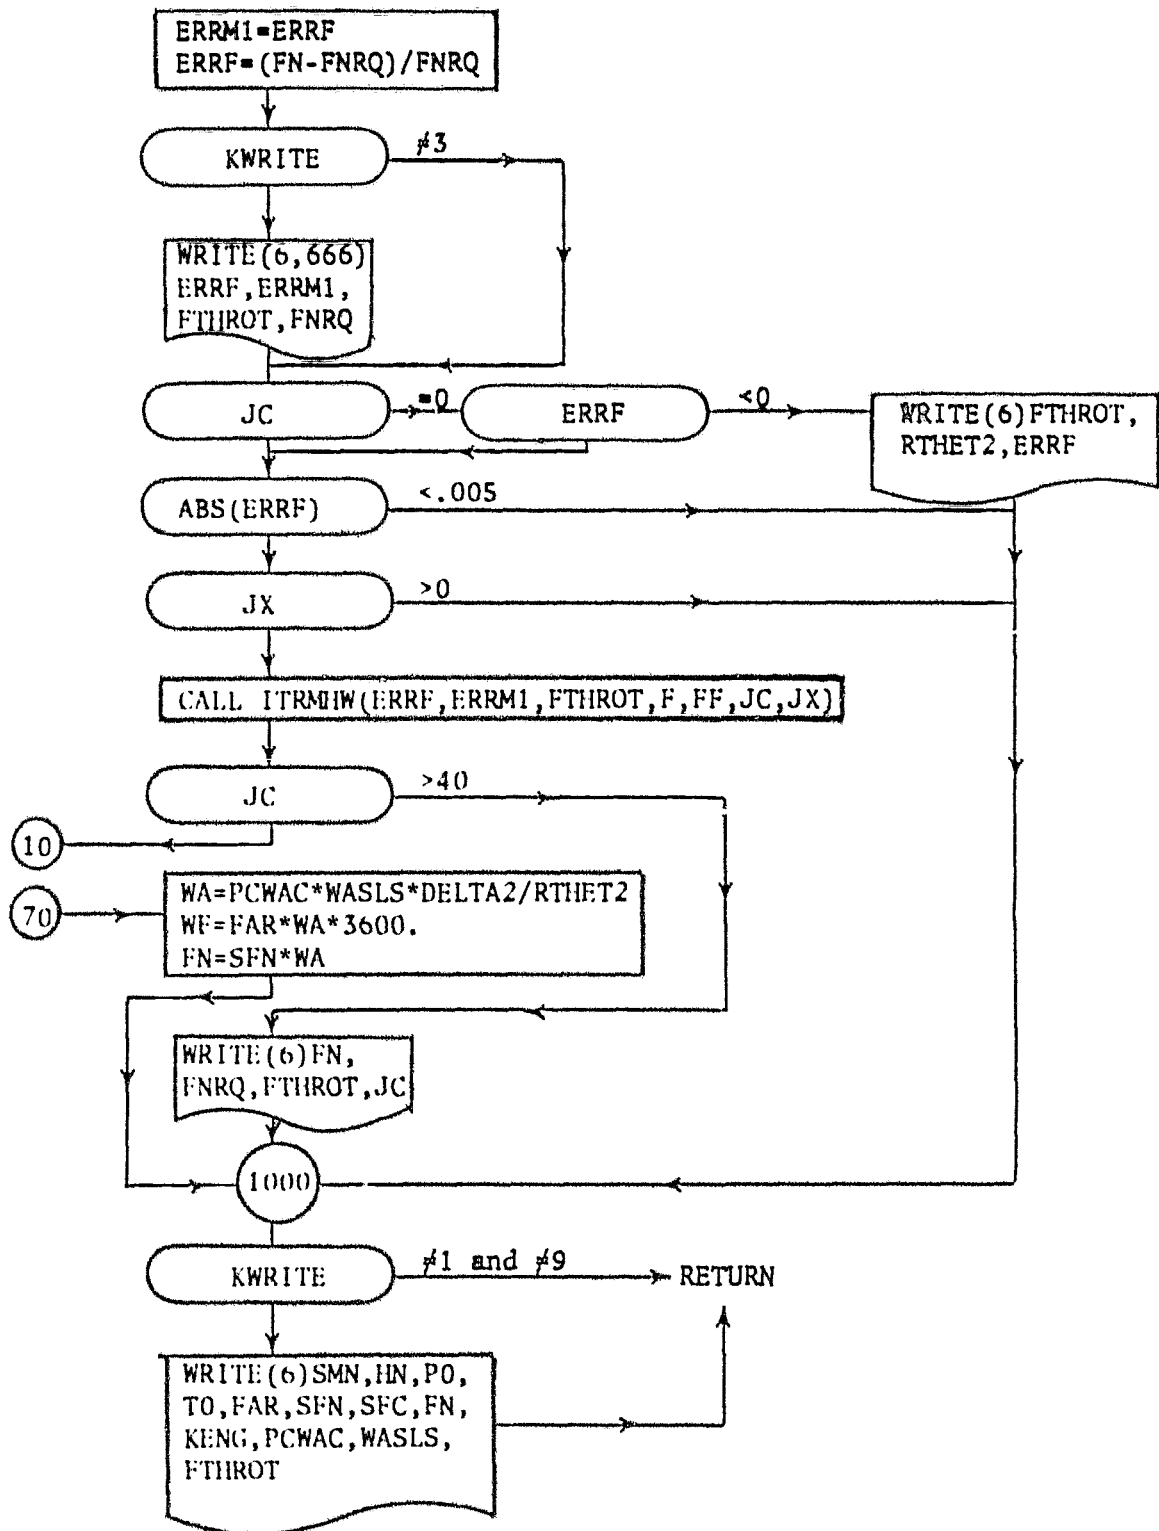 ERRM1=ERRF
ERRF=(FN-FNRQ)/FNRQ
KWRITE
≠3
WRITE(6,666)
ERRF,ERRM1,
FTHROT,FNRQ
JC
=0
ERRF
<0
WRITE(6)FTHROT,
RTHET2,ERRF
ABS(ERRF)
<.005
JX
>0
CALL ITRMHW(ERRF,ERRM1,FTHROT,F,FF,JC,JX)
JC
>40
10
70
WA=PCWAC*WASLS*DELTA2/RTHET2
WF=FAR*WA*3600.
FN=SFN*WA
WRITE(6)FN,
FNRQ,FTHROT,JC
1000
KWRITE
≠1 and ≠9
RETURN
WRITE(6)SMN,HN,PO,
TO,FAR,SFN,SFC,FN,
KENG,PCWAC,WASLS,
FTHROT